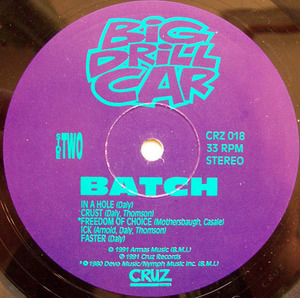 BIG
DRILL
CAR
SIDE TWO
CRZ 018
33 RPM
STEREO
BATCH
IN A HOLE (Daly)
CRUST (Daly, Thomson)
*FREEDOM OF CHOICE (Mothersbaugh, Casale)
ICK (Arnold, Daly, Thomson)
FASTER (Daly)
© 1991 Armas Music (B.M.I.)
℗ 1991 Cruz Records
* © 1980 Devo Music/Nymph Music Inc. (B.M.I.)
CRUZ